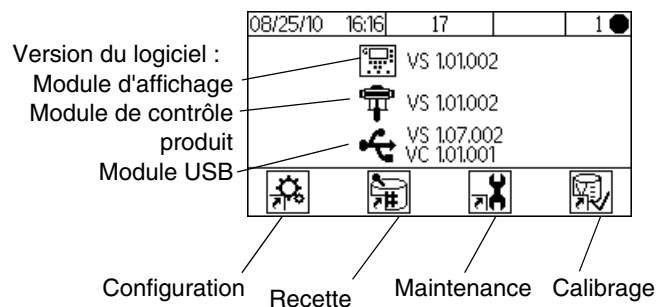 08/25/10 16:16 17 1
Version du logiciel :
Module d'affichage
VS 1.01.002
Module de contrôle
produit
VS 1.01.002
Module USB
VS 1.07.002
VC 1.01.001
Configuration
Recette
Maintenance
Calibrage